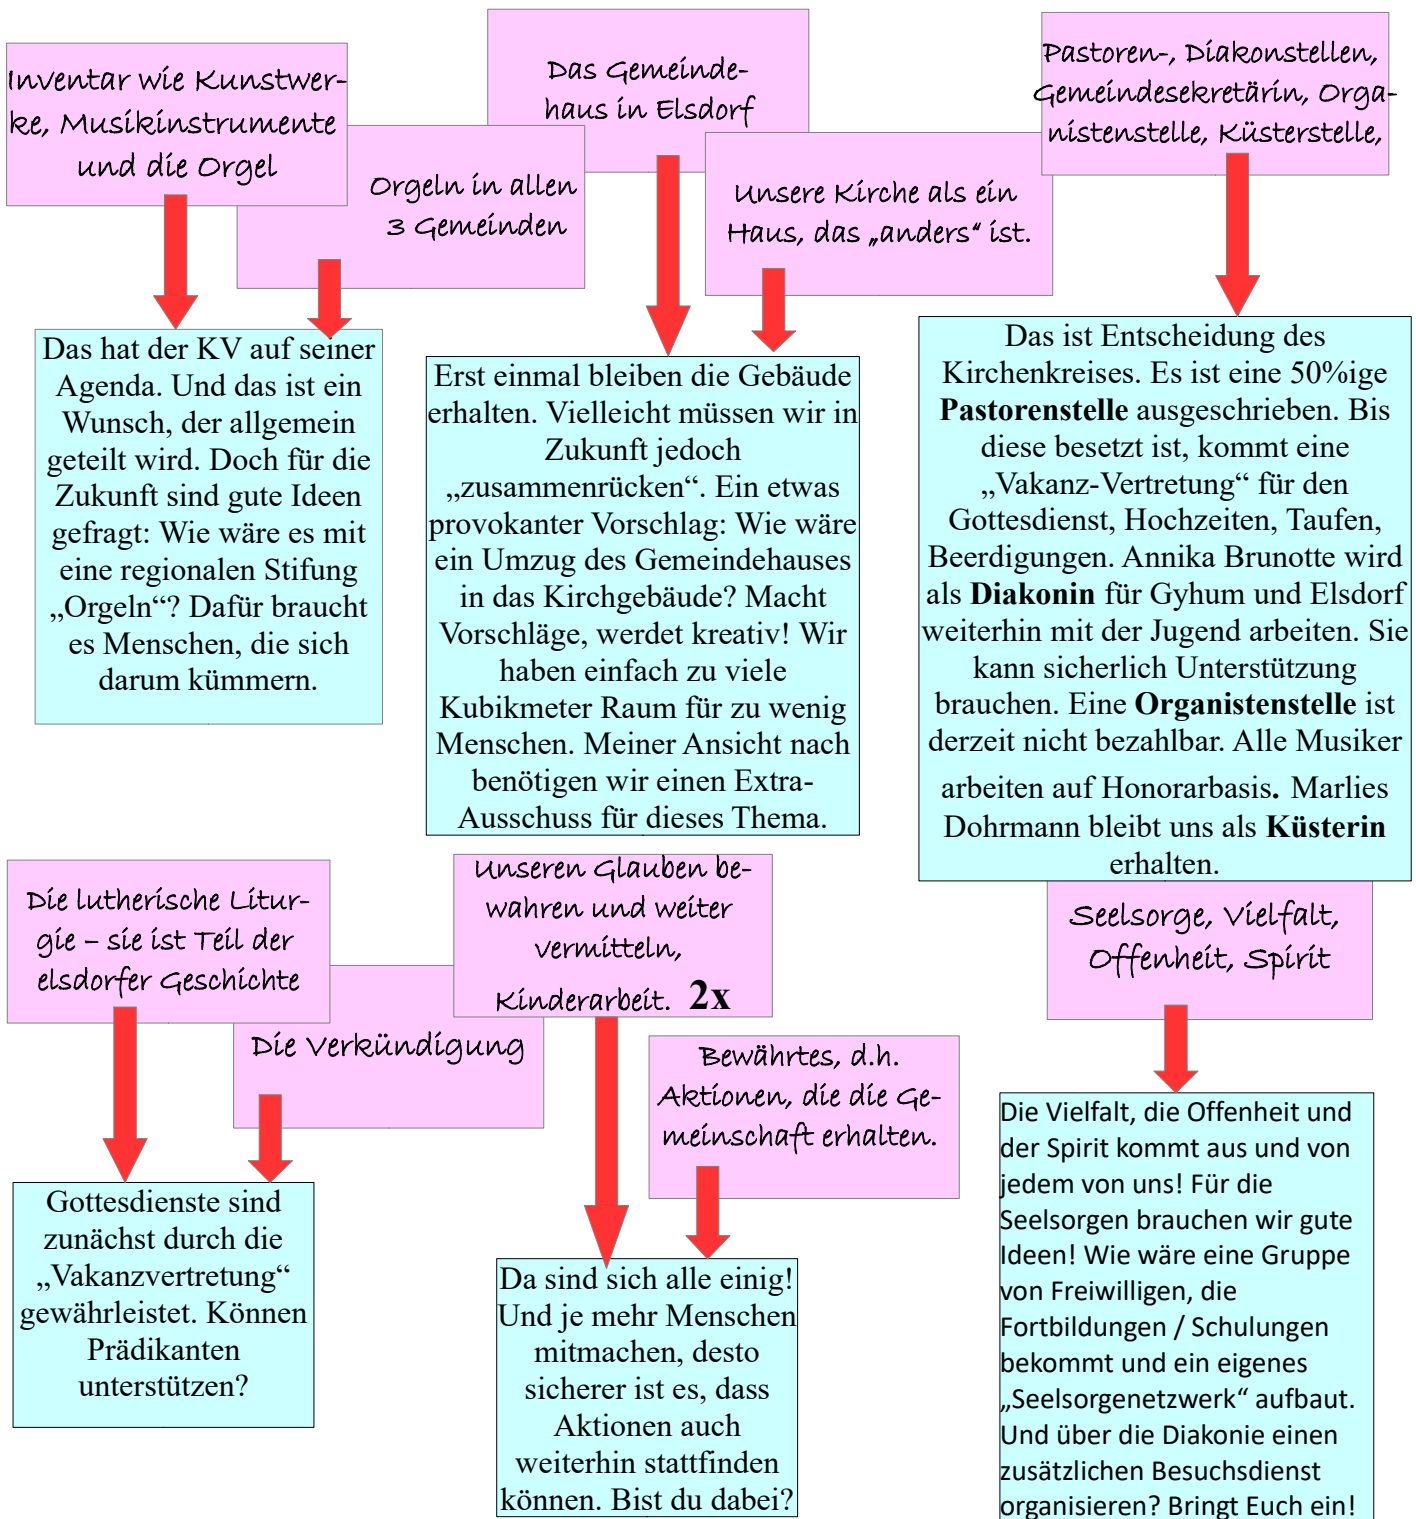 Inventar wie Kunstwer-
ke, Musikinstrumente
und die Orgel
Orgeln in allen
3 Gemeinden
Das Gemeinde-
haus in Elsdorf
Unsere Kirche als ein
Haus, das „anders“ ist.
Pastoren-, Diakonstellen,
Gemeindesekretärin, Orga-
nistenstelle, Küsterstelle,
Das hat der KV auf seiner
Agenda. Und das ist ein
Wunsch, der allgemein
geteilt wird. Doch für die
Zukunft sind gute Ideen
gefragt: Wie wäre es mit
eine regionalen Stifung
„Orgeln“? Dafür braucht
es Menschen, die sich
darum kümmern.
Erst einmal bleiben die Gebäude
erhalten. Vielleicht müssen wir in
Zukunft jedoch
„zusammenrücken“. Ein etwas
provokanter Vorschlag: Wie wäre
ein Umzug des Gemeindehauses
in das Kirchgebäude? Macht
Vorschläge, werdet kreativ! Wir
haben einfach zu viele
Kubikmeter Raum für zu wenig
Menschen. Meiner Ansicht nach
benötigen wir einen Extra-
Ausschuss für dieses Thema.
Das ist Entscheidung des
Kirchenkreises. Es ist eine 50%ige
Pastorenstelle ausgeschrieben. Bis
diese besetzt ist, kommt eine
„Vakanz-Vertretung“ für den
Gottesdienst, Hochzeiten, Taufen,
Beerdigungen. Annika Brunotte wird
als Diakonin für Gyhum und Elsdorf
weiterhin mit der Jugend arbeiten. Sie
kann sicherlich Unterstützung
brauchen. Eine Organistenstelle ist
derzeit nicht bezahlbar. Alle Musiker
arbeiten auf Honorarbasis. Marlies
Dohrmann bleibt uns als Küsterin
erhalten.
Die lutherische Litur-
gie – sie ist Teil der
elsdorfer Geschichte
Die Verkündigung
Unseren Glauben be-
wahren und weiter
vermitteln,
Kinderarbeit. 2x
Bewährtes, d.h.
Aktionen, die die Ge-
meinschaft erhalten.
Seelsorge, Vielfalt,
Offenheit, Spirit
Gottesdienste sind
zunächst durch die
„Vakanzvertretung“
gewährleistet. Können
Prädikanten
unterstützen?
Da sind sich alle einig!
Und je mehr Menschen
mitmachen, desto
sicherer ist es, dass
Aktionen auch
weiterhin stattfinden
können. Bist du dabei?
Die Vielfalt, die Offenheit und
der Spirit kommt aus und von
jedem von uns! Für die
Seelsorgen brauchen wir gute
Ideen! Wie wäre eine Gruppe
von Freiwilligen, die
Fortbildungen / Schulungen
bekommt und ein eigenes
„Seelsorgenetzwerk“ aufbaut.
Und über die Diakonie einen
zusätzlichen Besuchsdienst
organisieren? Bringt Euch ein!